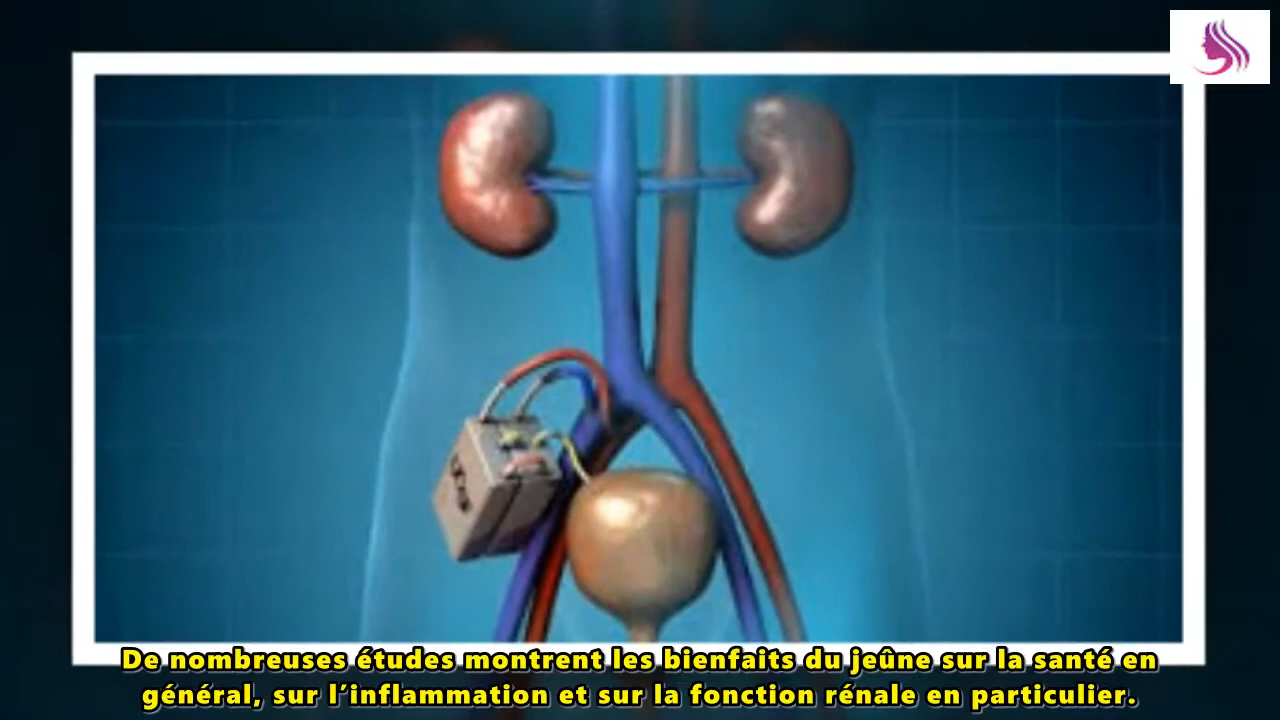 De nombreuses études montrent les bienfaits du jeûne sur la santé en
général, sur l’inflammation et sur la fonction rénale en particulier.